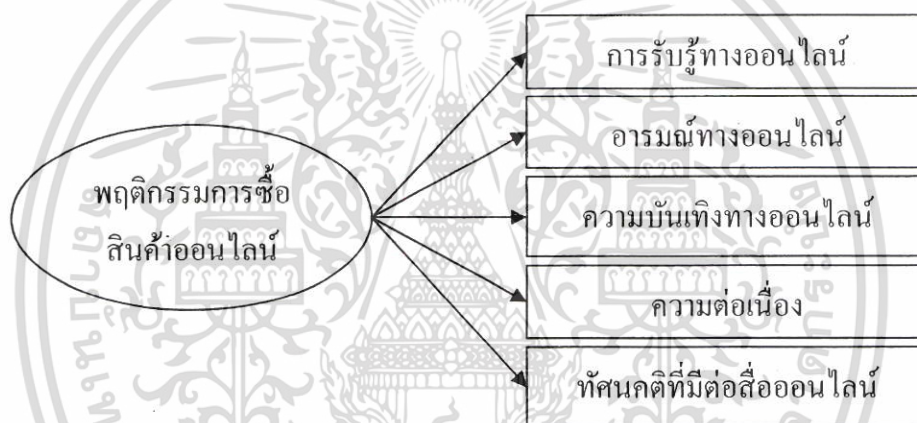 พฤติกรรมการซื้อ
สินค้าออนไลน์
การรับรู้ทางออนไลน์
อารมณ์ทางออนไลน์
ความบันเทิงทางออนไลน์
ความต่อเนื่อง
ทัศนคติที่มีต่อสื่อออนไลน์